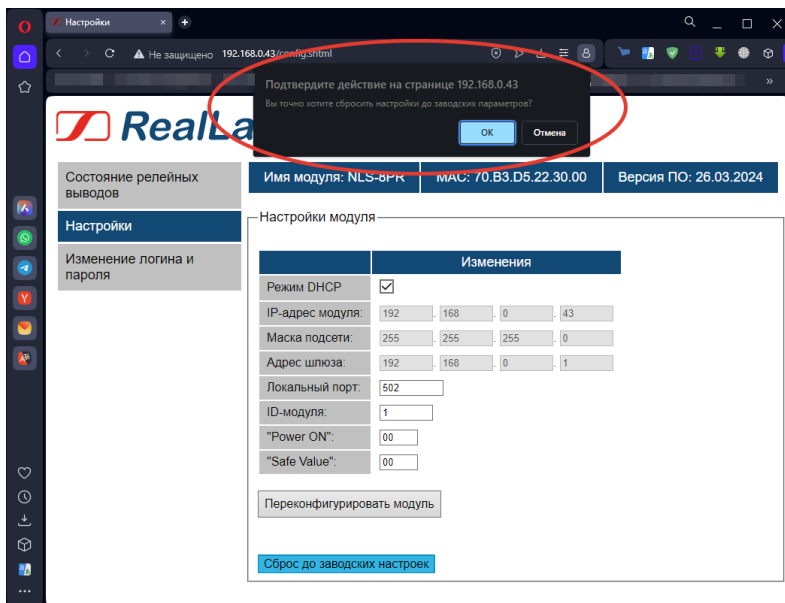 Настройки
Не защищено 192.168.0.43/config.shtml
Подтвердите действие на странице 192.168.0.43
Вы точно хотите сбросить настройки до заводских параметров?
ОК Отмена
RealLa
Состояние релейных выводов
Настройки
Изменение логина и пароля
Имя модуля: NLS-8PR MAC: 70.B3.D5.22.30.00 Версия ПО: 26.03.2024
Настройки модуля
Изменения
Режим DHCP
IP-адрес модуля: 192 . 168 . 0 . 43
Маска подсети: 255 . 255 . 255 . 0
Адрес шлюза: 192 . 168 . 0 . 1
Локальный порт: 502
ID-модуля: 1
"Power ON": 00
"Safe Value": 00
Переконфигурировать модуль
Сброс до заводских настроек